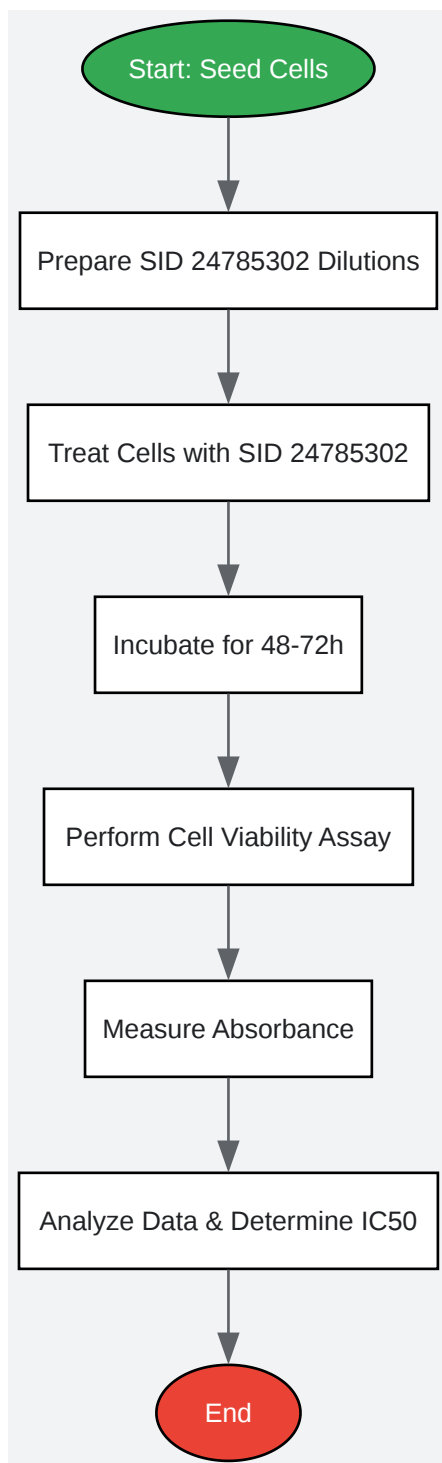 Start: Seed Cells
Prepare SID 24785302 Dilutions
Treat Cells with SID 24785302
Incubate for 48-72h
Perform Cell Viability Assay
Measure Absorbance
Analyze Data & Determine IC50
End